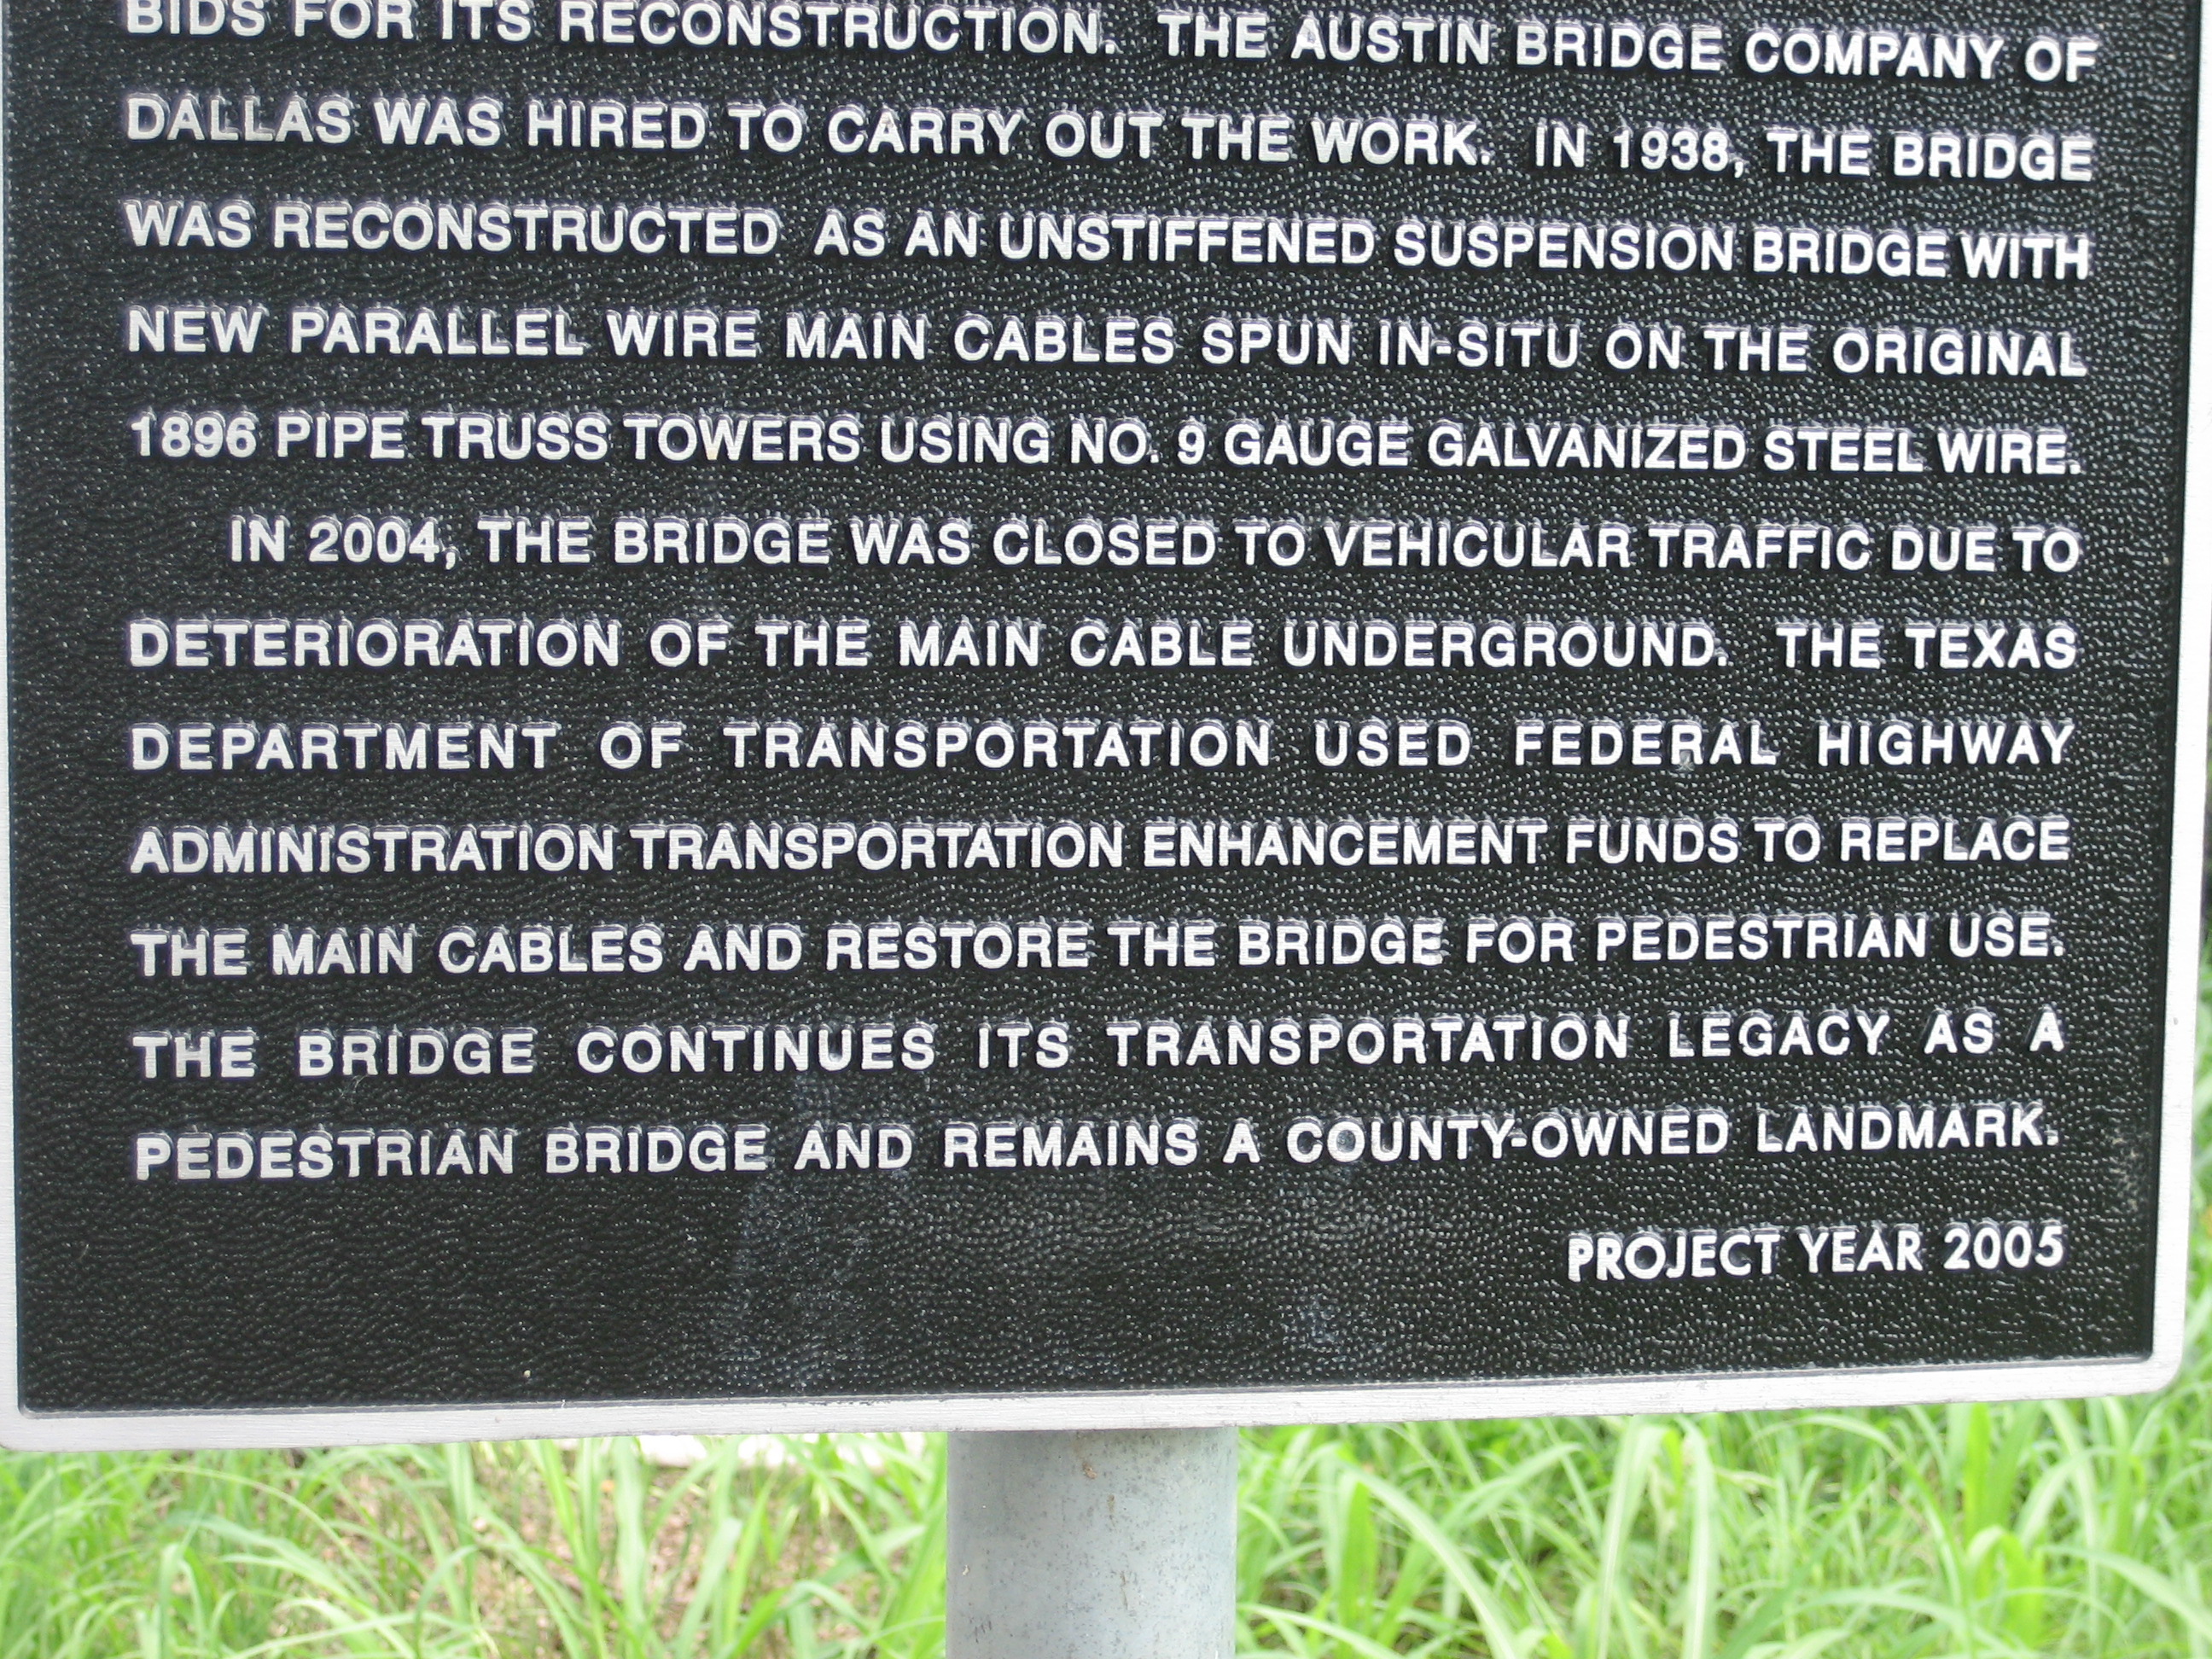 BIDS FOR ITS RECONSTRUCTION. THE AUSTIN BRIDGE COMPANY OF
DALLAS WAS HIRED TO CARRY OUT THE WORK. IN 1938, THE BRIDGE
WAS RECONSTRUCTED AS AN UNSTIFFENED SUSPENSION BRIDGE WITH
NEW PARALLEL WIRE MAIN CABLES SPUN IN-SITU ON THE ORIGINAL
1896 PIPE TRUSS TOWERS USING NO. 9 GAUGE GALVANIZED STEEL WIRE.
IN 2004, THE BRIDGE WAS CLOSED TO VEHICULAR TRAFFIC DUE TO
DETERIORATION OF THE MAIN CABLE UNDERGROUND. THE TEXAS
DEPARTMENT OF TRANSPORTATION USED FEDERAL HIGHWAY
ADMINISTRATION TRANSPORTATION ENHANCEMENT FUNDS TO REPLACE
THE MAIN CABLES AND RESTORE THE BRIDGE FOR PEDESTRIAN USE.
THE BRIDGE CONTINUES ITS TRANSPORTATION LEGACY AS A
PEDESTRIAN BRIDGE AND REMAINS A COUNTY-OWNED LANDMARK.
PROJECT YEAR 2005